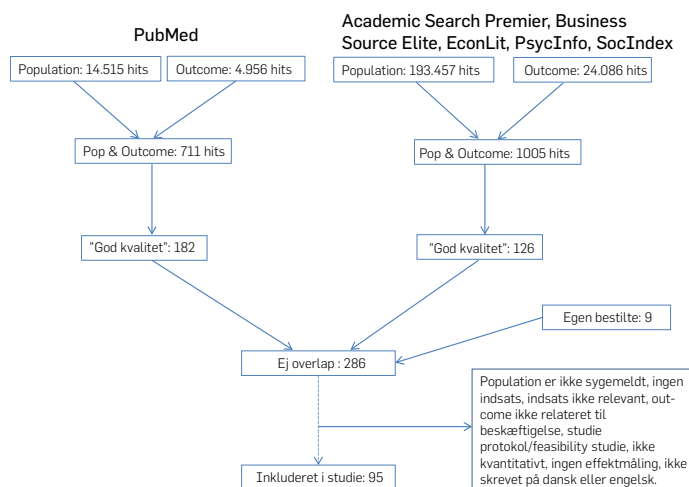 PubMed
Academic Search Premier, Business
Source Elite, EconLit, PsycInfo, SocIndex
Population: 14.515 hits
Outcome: 4.956 hits
Population: 193.457 hits
Outcome: 24.086 hits
Pop & Outcome: 711 hits
Pop & Outcome: 1005 hits
"God kvalitet": 182
"God kvalitet": 126
Egen bestilte: 9
Ej overlap : 286
Population er ikke sygemeldt, ingen
indsats, indsats ikke relevant, out-
come ikke relateret til
beskæftigelse, studie
protokol/feasibility studie, ikke
kvantitativt, ingen effektmåling, ikke
skrevet på dansk eller engelsk.
Inkluderet i studie: 95